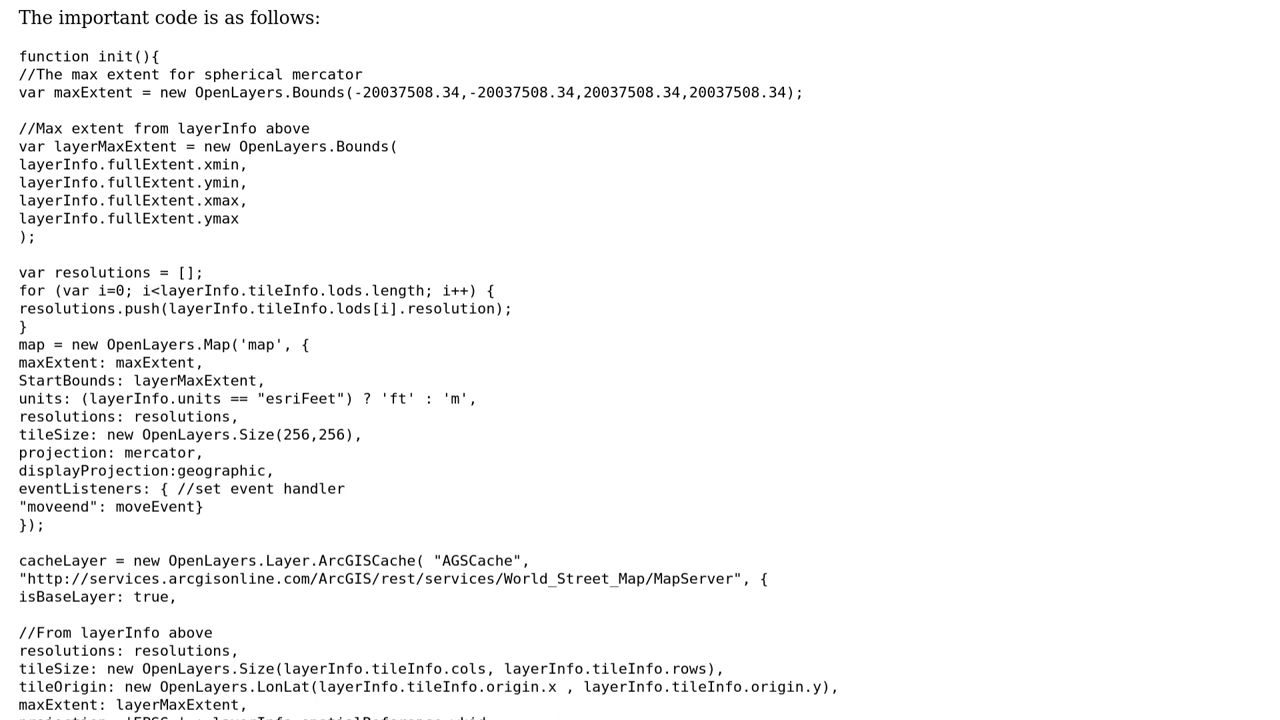 The important code is as follows:
function init(){
//The max extent for spherical mercator
var maxExtent = new OpenLayers.Bounds(-20037508.34,-20037508.34,20037508.34,20037508.34);
//Max extent from layerInfo above
var layerMaxExtent = new OpenLayers.Bounds(
layerInfo.fullExtent.xmin,
layerInfo.fullExtent.ymin,
layerInfo.fullExtent.xmax,
layerInfo.fullExtent.ymax
);
var resolutions = [];
for (var i=0; i<layerInfo.tileInfo.lods.length; i++) {
resolutions.push(layerInfo.tileInfo.lods[i].resolution);
}
map = new OpenLayers.Map('map', {
maxExtent: maxExtent,
StartBounds: layerMaxExtent,
units: (layerInfo.units == "esriFeet") ? 'ft' : 'm',
resolutions: resolutions,
tileSize: new OpenLayers.Size(256,256),
projection: mercator,
displayProjection:geographic,
eventListeners: { //set event handler
"moveend": moveEvent}
});
cacheLayer = new OpenLayers.Layer.ArcGISCache( "AGSCache",
"http://services.arcgisonline.com/ArcGIS/rest/services/World_Street_Map/MapServer", {
isBaseLayer: true,
//From layerInfo above
resolutions: resolutions,
tileSize: new OpenLayers.Size(layerInfo.tileInfo.cols, layerInfo.tileInfo.rows),
tileOrigin: new OpenLayers.LonLat(layerInfo.tileInfo.origin.x , layerInfo.tileInfo.origin.y),
maxExtent: layerMaxExtent,